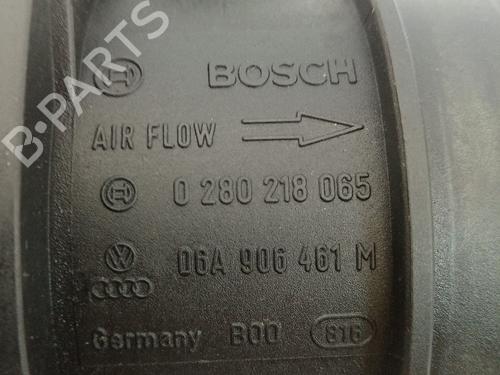 BOSCH
AIR FLOW
0 280 218 065
06A 906 461 M
Germany B00 816
B-PARTS